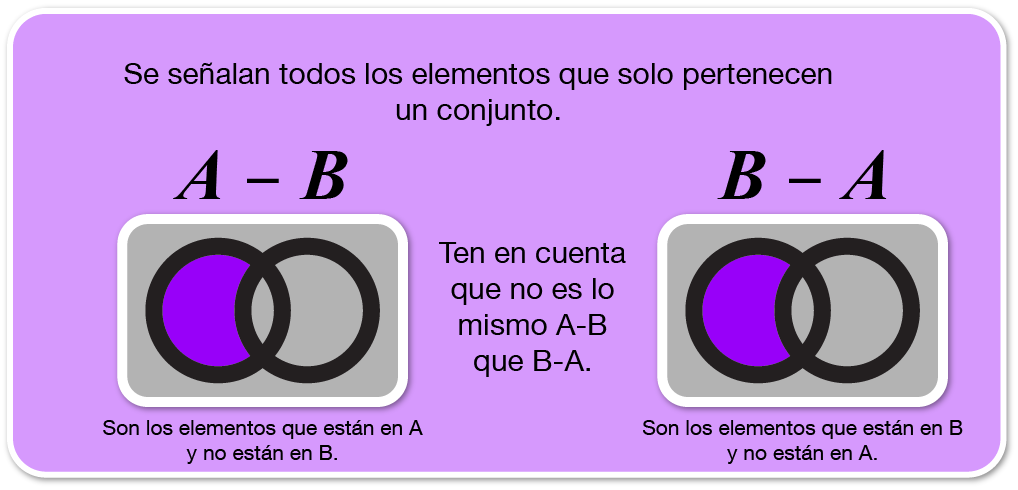 Se señalan todos los elementos que solo pertenecen
un conjunto.
A – B
B – A
Ten en cuenta
que no es lo
mismo A-B
que B-A.
Son los elementos que están en A
y no están en B.
Son los elementos que están en B
y no están en A.